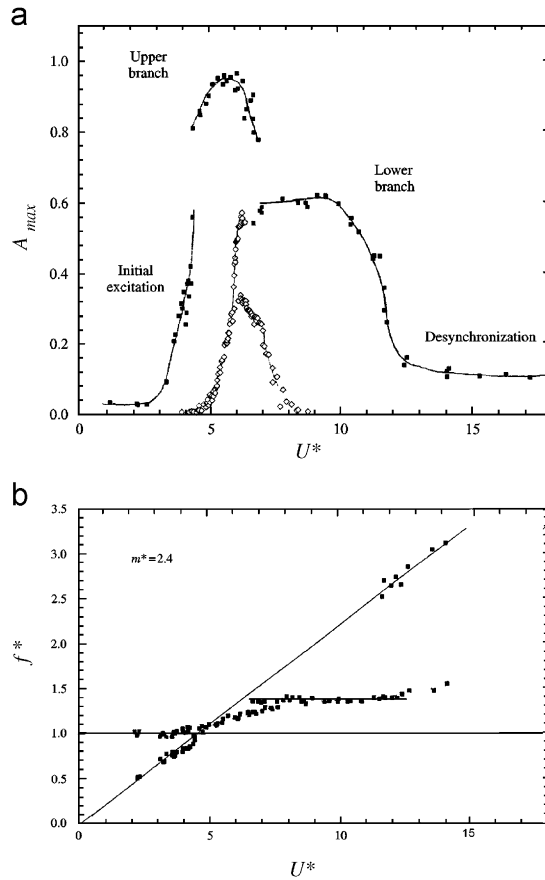 a
Upper
branch
1.0
0.8
Lower
branch
0.6
A max
0.4
Initial
excitation
0.2
Desynchronization
0.0
0
5
10
15
U*
b
3.5
m*=2.4
3.0
2.5
2.0
f*
1.5
1.0
0.5
0.0
0
5
10
15
U*